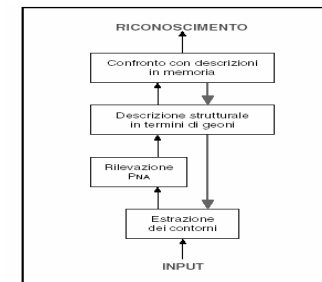 RICONOSCIMENTO
Confronto con descrizioni
in memoria
Descrizione strutturale
in termini di geoni
Rilevazione
PNA
Estrazione
dei contorni
INPUT